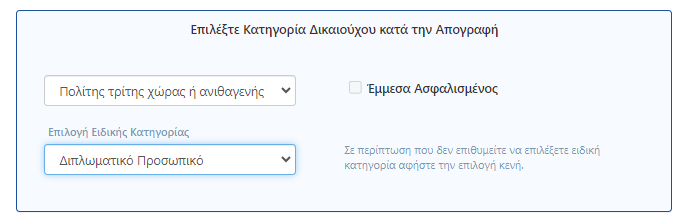 Επιλέξτε Κατηγορία Δικαιούχου κατά την Απογραφή
Πολίτης τρίτης χώρας ή ανιθαγενής
Έμμεσα Ασφαλισμένος
Επιλογή Ειδικής Κατηγορίας
Διπλωματικό Προσωπικό
Σε περίπτωση που δεν επιθυμείτε να επιλέξετε ειδική
κατηγορία αφήστε την επιλογή κενή.